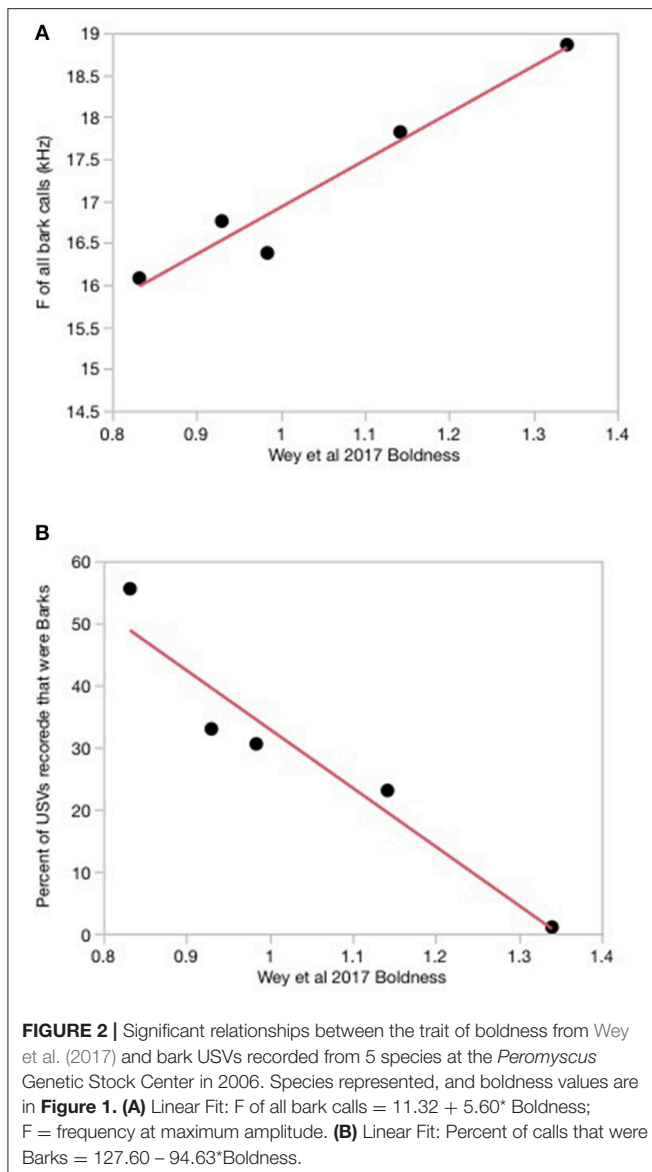 A
19
18.5
18
17.5
17
16.5
16
15.5
15
14.5
F of all bark calls (kHz)
0.8 0.9 1 1.1 1.2 1.3 1.4
Wey et al 2017 Boldness
B
60
50
40
30
20
10
0
Percent of USVs recorede that were Barks
0.8 0.9 1 1.1 1.2 1.3 1.4
Wey et al 2017 Boldness
FIGURE 2 | Significant relationships between the trait of boldness from Wey
et al. (2017) and bark USVs recorded from 5 species at the Peromyscus
Genetic Stock Center in 2006. Species represented, and boldness values are
in Figure 1. (A) Linear Fit: F of all bark calls = 11.32 + 5.60* Boldness;
F = frequency at maximum amplitude. (B) Linear Fit: Percent of calls that were
Barks = 127.60 – 94.63*Boldness.